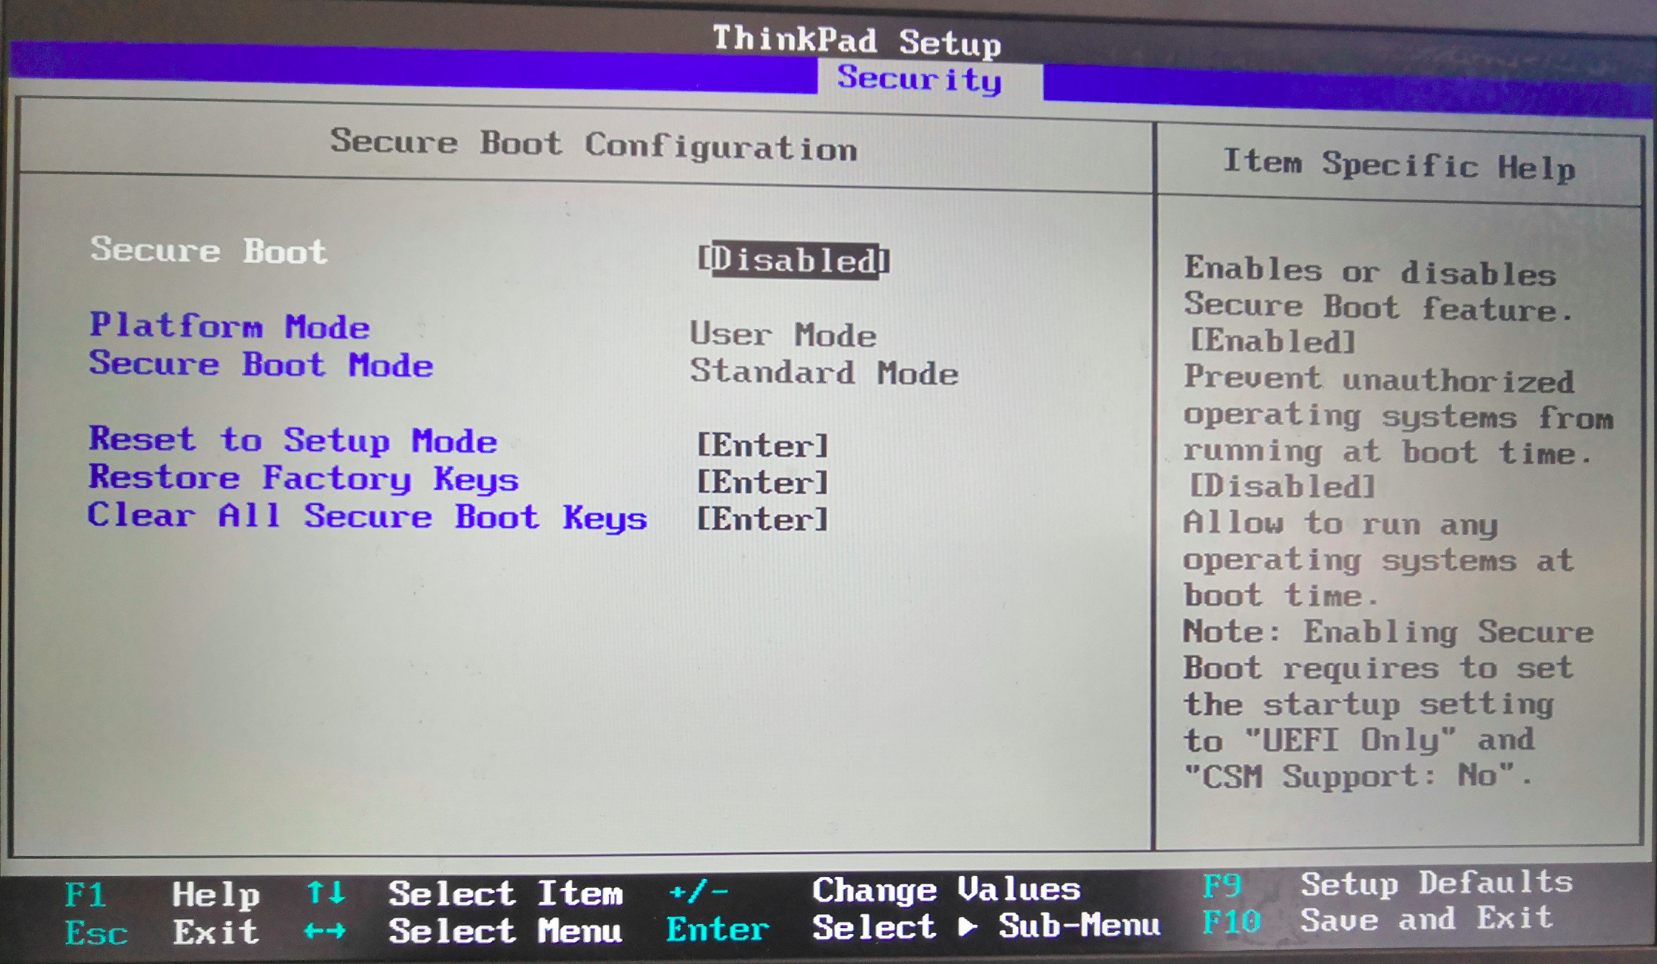 ThinkPad Setup
Security
Secure Boot Configuration
Secure Boot [Disabled]
Platform Mode User Mode
Secure Boot Mode Standard Mode
Reset to Setup Mode [Enter]
Restore Factory Keys [Enter]
Clear All Secure Boot Keys [Enter]
Item Specific Help
Enables or disables
Secure Boot feature.
[Enabled]
Prevent unauthorized
operating systems from
running at boot time.
[Disabled]
Allow to run any
operating systems at
boot time.
Note: Enabling Secure
Boot requires to set
the startup setting
to "UEFI Only" and
"CSM Support: No".
F1 Help ↑↓ Select Item +/- Change Values F9 Setup Defaults
Esc Exit ←→ Select Menu Enter Select ▶ Sub-Menu F10 Save and Exit